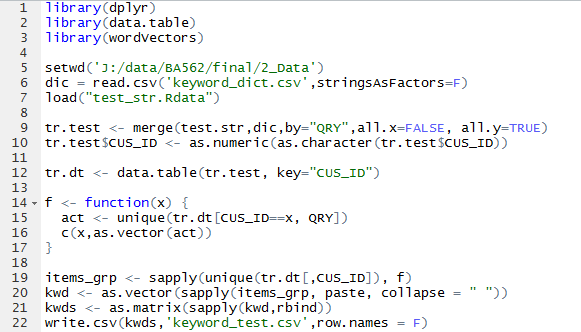 1 library(dplyr)
2 library(data.table)
3 library(wordVectors)
4
5 setwd('J:/data/BA562/final/2_Data')
6 dic = read.csv('keyword_dict.csv',stringsAsFactors=F)
7 load("test_str.Rdata")
8
9 tr.test <- merge(test.str,dic,by="QRY",all.x=FALSE, all.y=TRUE)
10 tr.test$CUS_ID <- as.numeric(as.character(tr.test$CUS_ID))
11
12 tr.dt <- data.table(tr.test, key="CUS_ID")
13
14 f <- function(x) {
15   act <- unique(tr.dt[CUS_ID==x, QRY])
16   c(x,as.vector(act))
17 }
18
19 items_grp <- sapply(unique(tr.dt[,CUS_ID]), f)
20 kwd <- as.vector(sapply(items_grp, paste, collapse = " "))
21 kwds <- as.matrix(sapply(kwd,rbind))
22 write.csv(kwds,'keyword_test.csv',row.names = F)